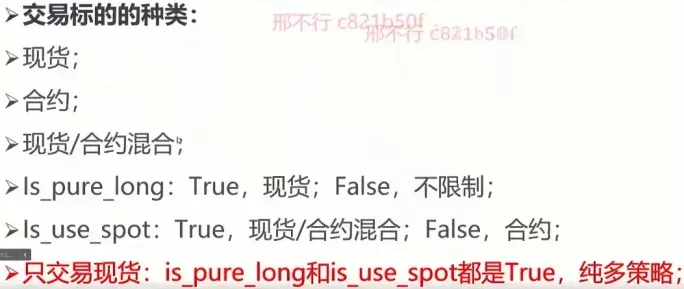 ➢交易标的的种类：
邢不行 c821b50f
邢不行 c821b50f
➢现货；
➢合约；
➢现货/合约混合；
➢Is_pure_long：True，现货；False，不限制；
➢Is_use_spot：True，现货/合约混合；False，合约；
➢只交易现货：is_pure_long和is_use_spot都是True，纯多策略；